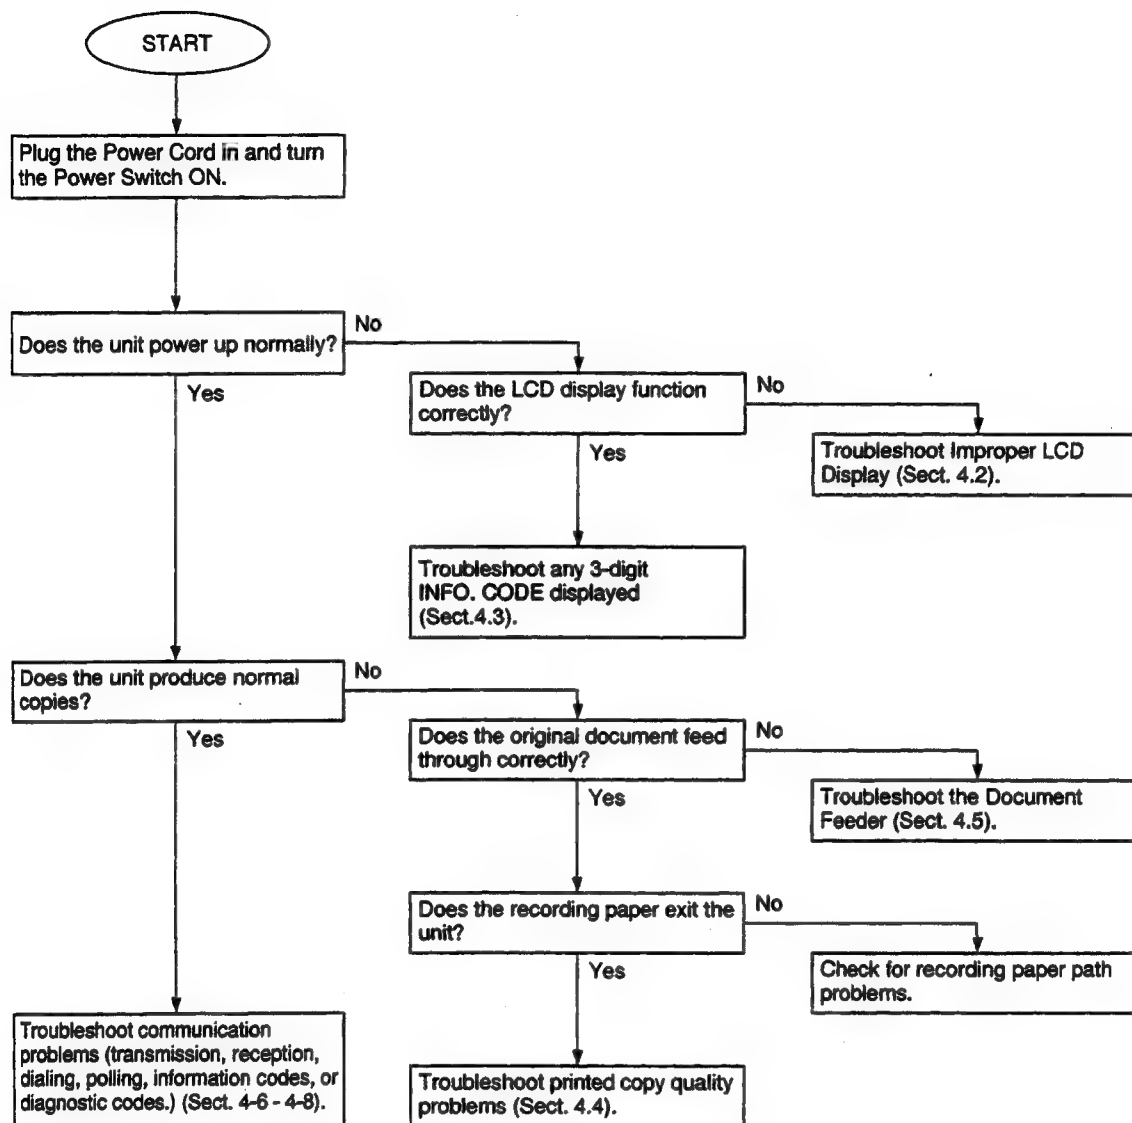 START
Plug the Power Cord in and turn
the Power Switch ON.
Does the unit power up normally?
No
Yes
Does the LCD display function
correctly?
No
Yes
Troubleshoot Improper LCD
Display (Sect. 4.2).
Troubleshoot any 3-digit
INFO. CODE displayed
(Sect.4.3).
Does the unit produce normal
copies?
No
Yes
Does the original document feed
through correctly?
No
Yes
Troubleshoot the Document
Feeder (Sect. 4.5).
Does the recording paper exit the
unit?
No
Yes
Check for recording paper path
problems.
Troubleshoot communication
problems (transmission, reception,
dialing, polling, information codes, or
diagnostic codes.) (Sect. 4-6 - 4-8).
Troubleshoot printed copy quality
problems (Sect. 4.4).